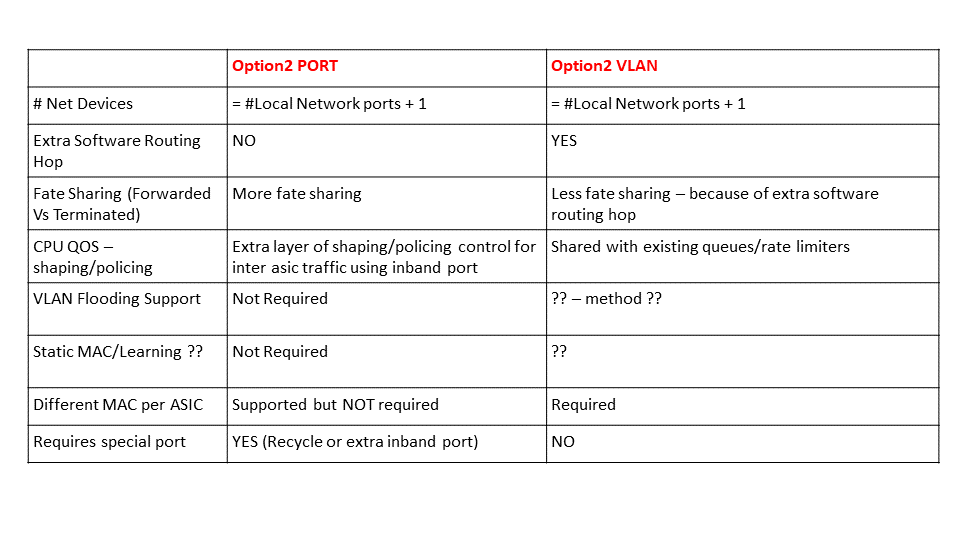 Option2 PORT
Option2 VLAN
# Net Devices
= #Local Network ports + 1
= #Local Network ports + 1
Extra Software Routing
Hop
NO
YES
Fate Sharing (Forwarded
Vs Terminated)
More fate sharing
Less fate sharing – because of extra software
routing hop
CPU QOS –
shaping/policing
Extra layer of shaping/policing control for
inter asic traffic using inband port
Shared with existing queues/rate limiters
VLAN Flooding Support
Not Required
?? – method ??
Static MAC/Learning ??
Not Required
??
Different MAC per ASIC
Supported but NOT required
Required
Requires special port
YES (Recycle or extra inband port)
NO